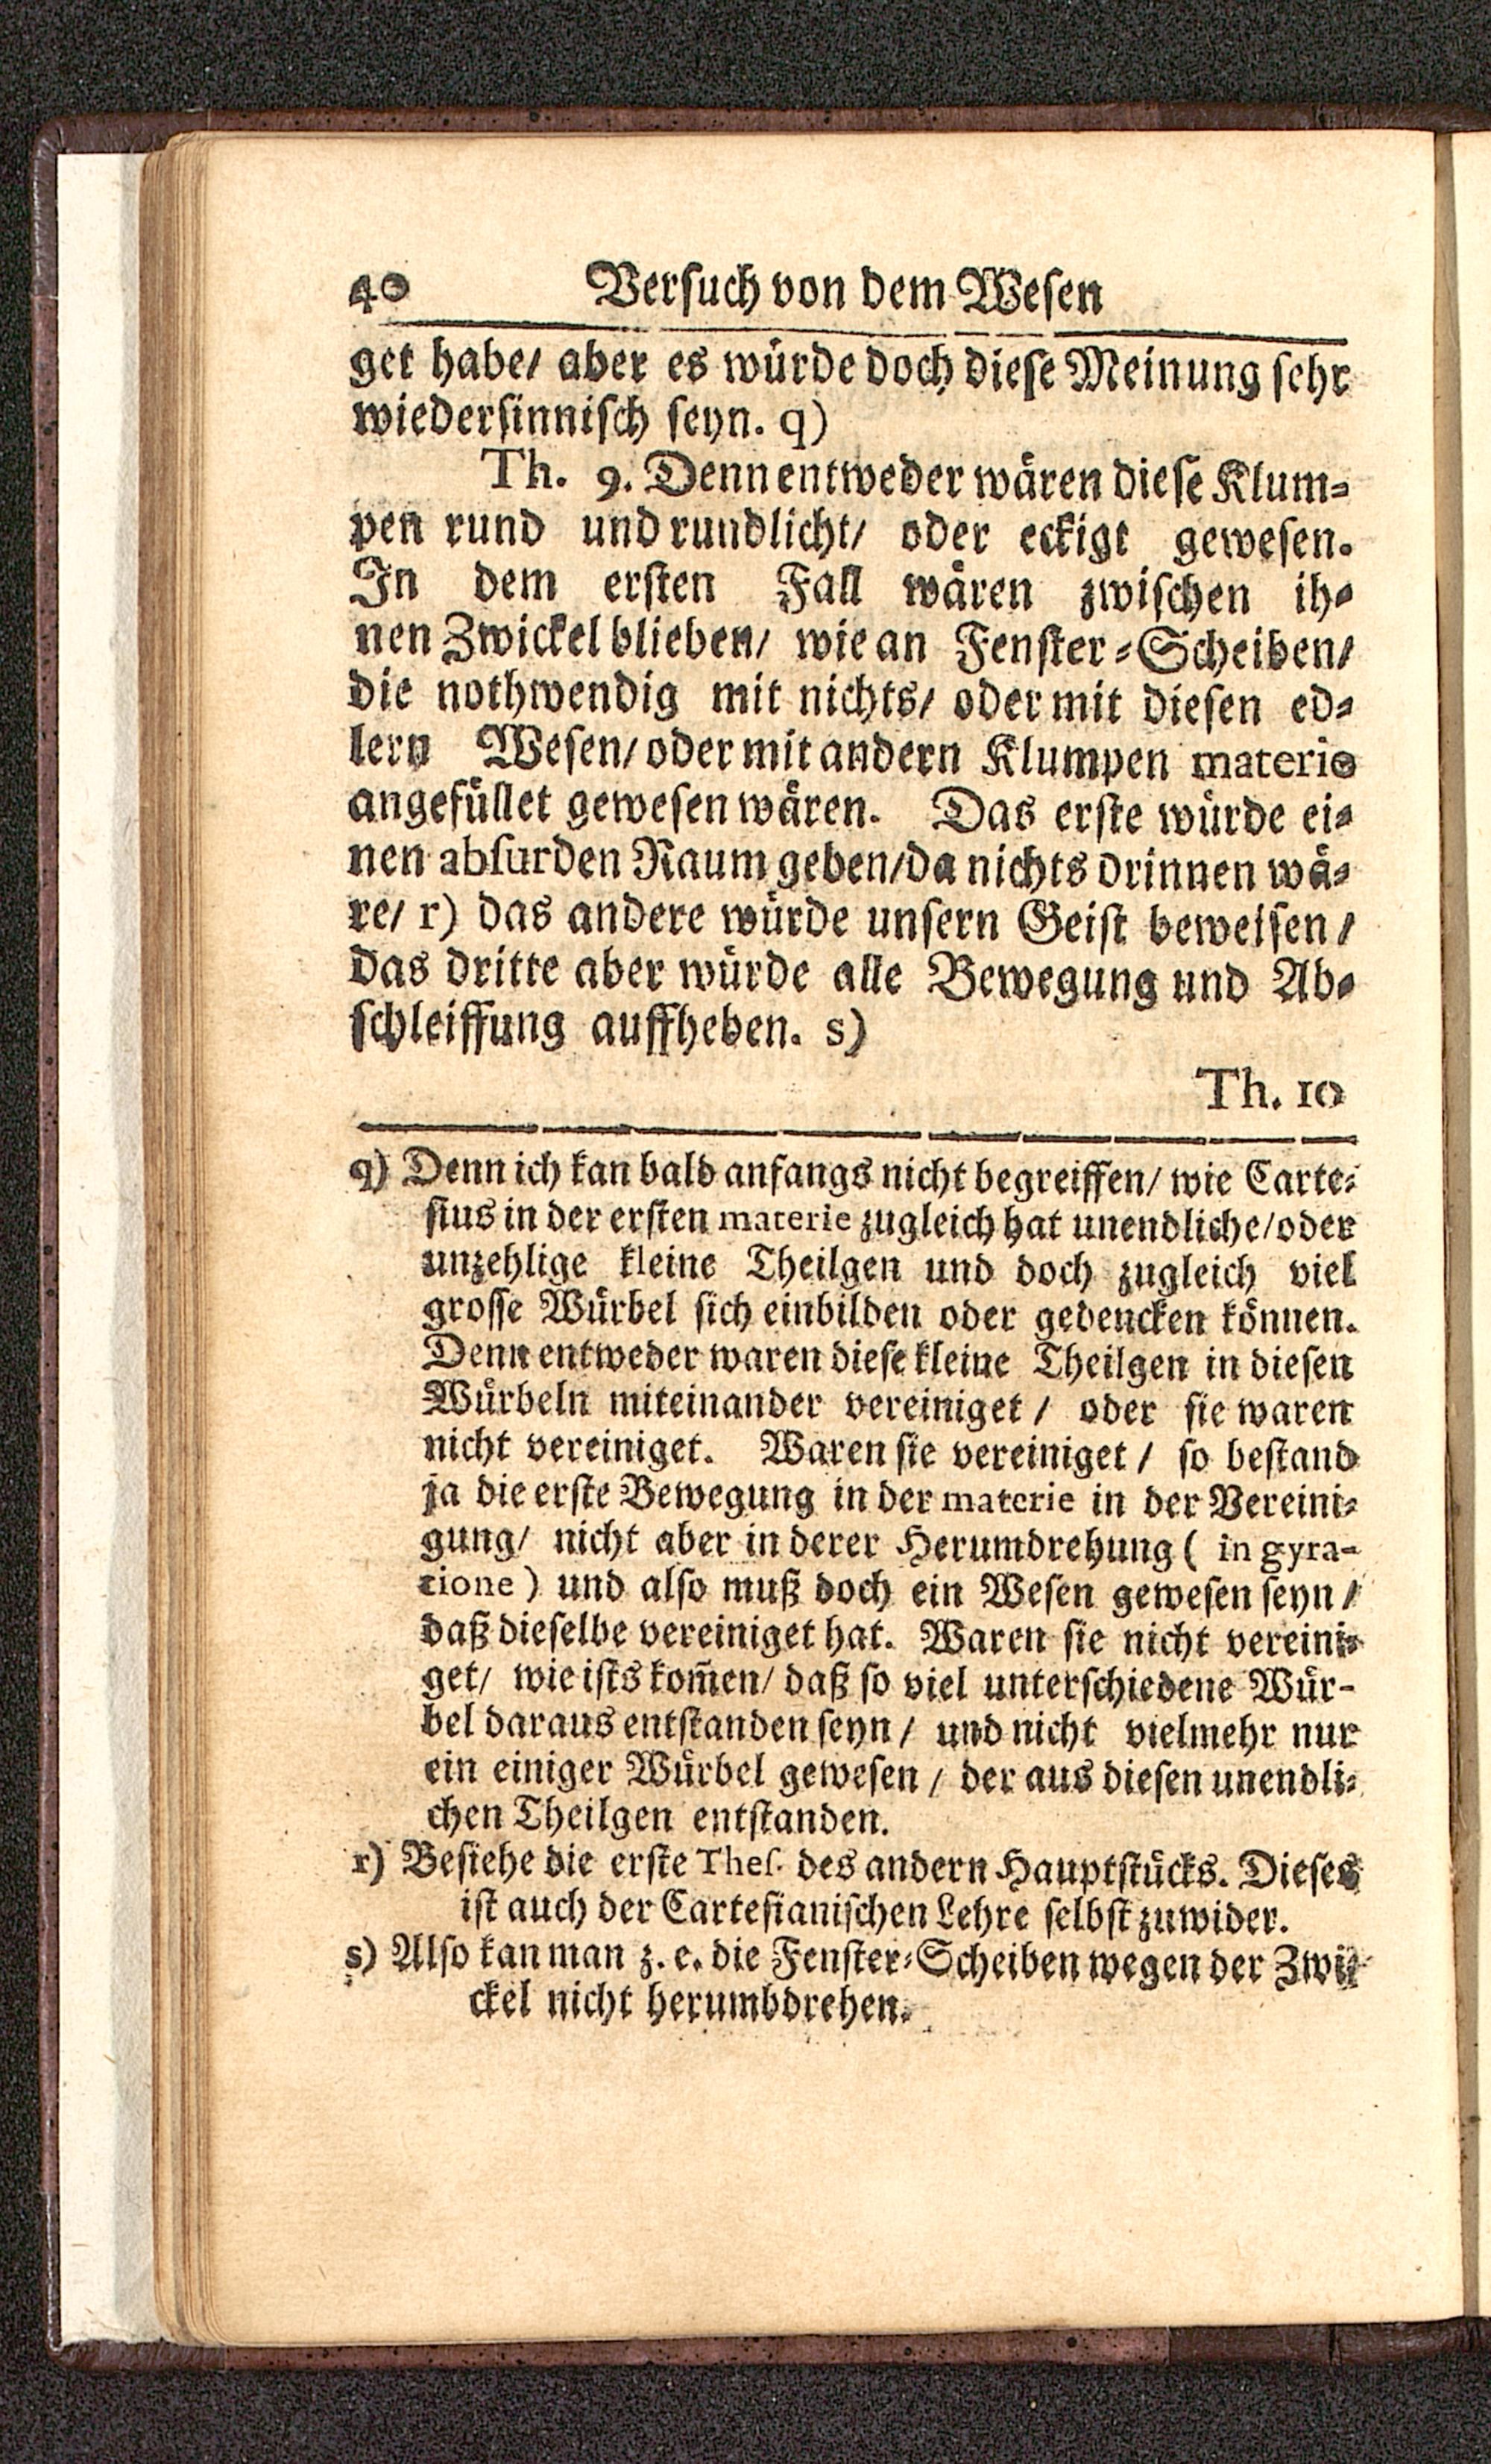 40 Versuch von dem Wesen
get habe/ aber es würde doch diese Meinung sehr
wiedersinnisch seyn. q)
Th. 9. Denn entweder wären diese Klum-
pen rund und rundlicht/ oder eckigt gewesen.
In dem ersten Fall wären zwischen ih-
nen Zwickel blieben/ wie an Fenster-Scheiben/
die nothwendig mit nichts/ oder mit diesen ed-
lern Wesen/ oder mit andern Klumpen materie
angefüllet gewesen wären. Das erste würde ei-
nen absurden Raum geben/ da nichts drinnen wä-
re/ r) das andere würde unsern Geist beweisen/
das dritte aber würde alle Bewegung und Ab-
schleiffung auffheben. s)
Th. 10
q) Denn ich kan bald anfangs nicht begreiffen/ wie Carte-
sius in der ersten materie zugleich hat unendliche/ oder
unzehlige kleine Theilgen und doch zugleich viel
grosse Würbel sich einbilden oder gedencken können.
Denn entweder waren diese kleine Theilgen in diesen
Würbeln miteinander vereiniget / oder sie waren
nicht vereiniget. Waren sie vereiniget / so bestand
ja die erste Bewegung in der materie in der Vereini-
gung/ nicht aber in derer Herumdrehung ( in gyra-
tione ) und also muß doch ein Wesen gewesen seyn /
daß dieselbe vereiniget hat. Waren sie nicht vereini-
get/ wie ists kom̃en/ daß so viel unterschiedene Wür-
bel daraus entstanden seyn / und nicht vielmehr nur
ein einiger Würbel gewesen / der aus diesen unendli-
chen Theilgen entstanden.
r) Besiehe die erste Thes. des andern Hauptstücks. Dieses
ist auch der Cartesianischen Lehre selbst zuwider.
s) Also kan man z. e. die Fenster-Scheiben wegen der Zwi-
ckel nicht herumbdrehen.